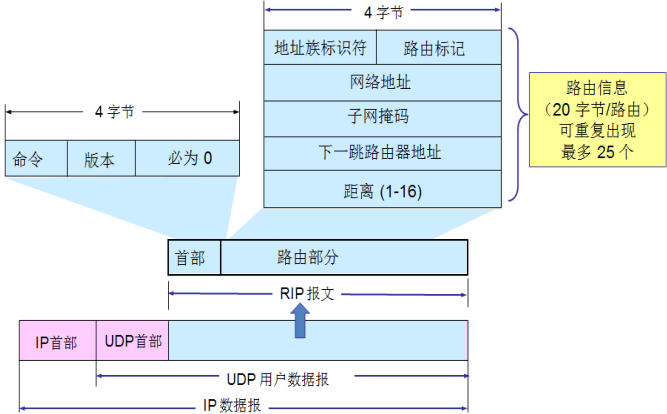 4 字节
地址族标识符
路由标记
网络地址
子网掩码
下一跳路由器地址
距离 (1-16)
路由信息
（20 字节/路由）
可重复出现
最多 25 个
4 字节
命令
版本
必为 0
首部
路由部分
RIP 报文
IP首部
UDP首部
UDP 用户数据报
IP 数据报